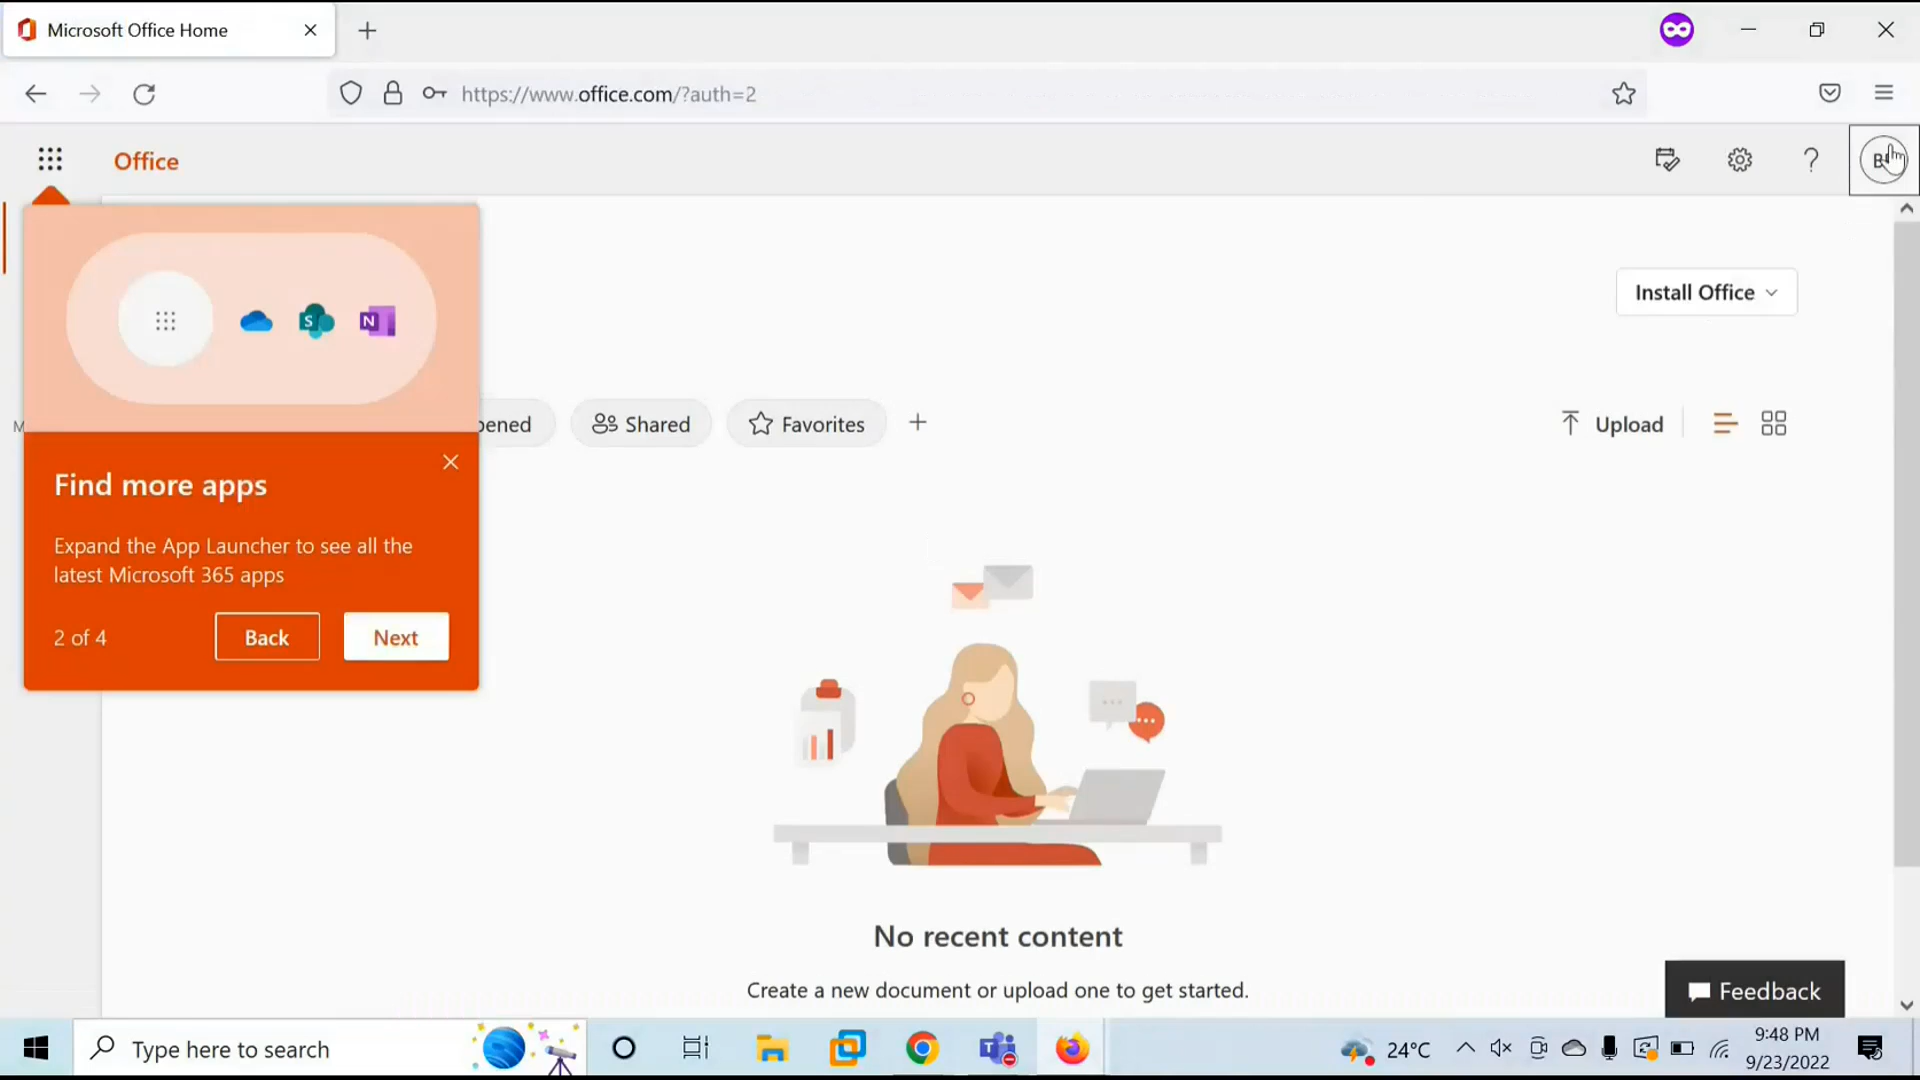 Microsoft Office Home
https://www.office.com/?auth=2
Office
Install Office
pened
Shared
Favorites
Upload
S
N
Find more apps
Expand the App Launcher to see all the
latest Microsoft 365 apps
2 of 4
Back
Next
No recent content
Create a new document or upload one to get started.
Feedback
Type here to search
24°C
9:48 PM
9/23/2022